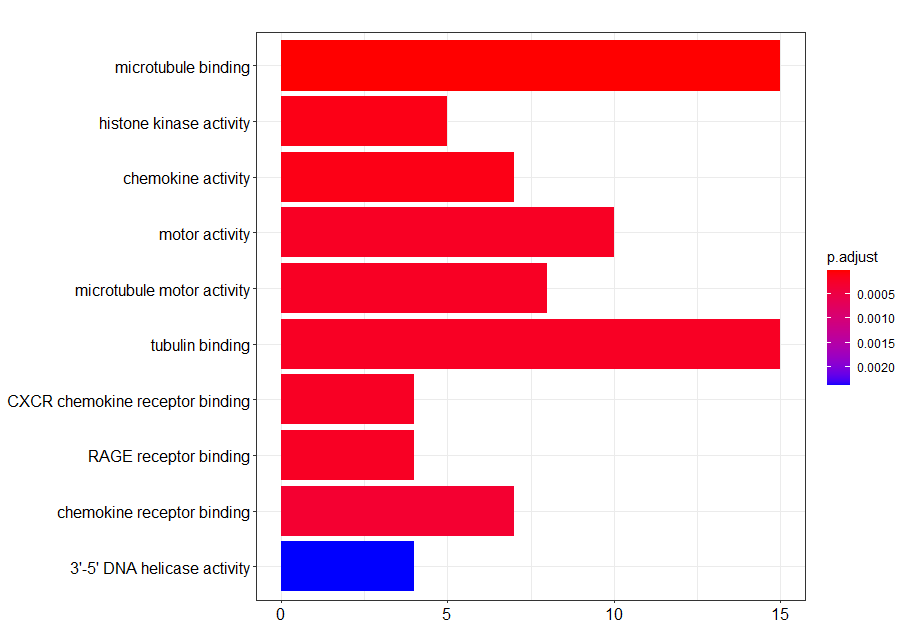 microtubule binding
histone kinase activity
chemokine activity
motor activity
microtubule motor activity
tubulin binding
CXCR chemokine receptor binding
RAGE receptor binding
chemokine receptor binding
3'-5' DNA helicase activity
0 5 10 15
p.adjust
0.0005
0.0010
0.0015
0.0020